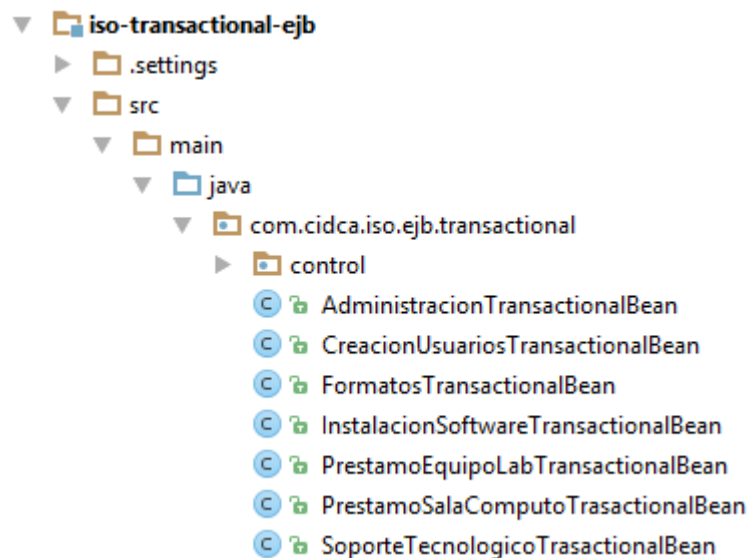 iso-transactional-ejb
.settings
src
main
java
com.cidca.iso.ejb.transactional
control
C AdministracionTransactionalBean
C CreacionUsuariosTransactionalBean
C FormatosTransactionalBean
C InstalacionSoftwareTransactionalBean
C PrestamoEquipoLabTransactionalBean
C PrestamoSalaComputoTrasactionalBean
C SoporteTecnologicoTrasactionalBean